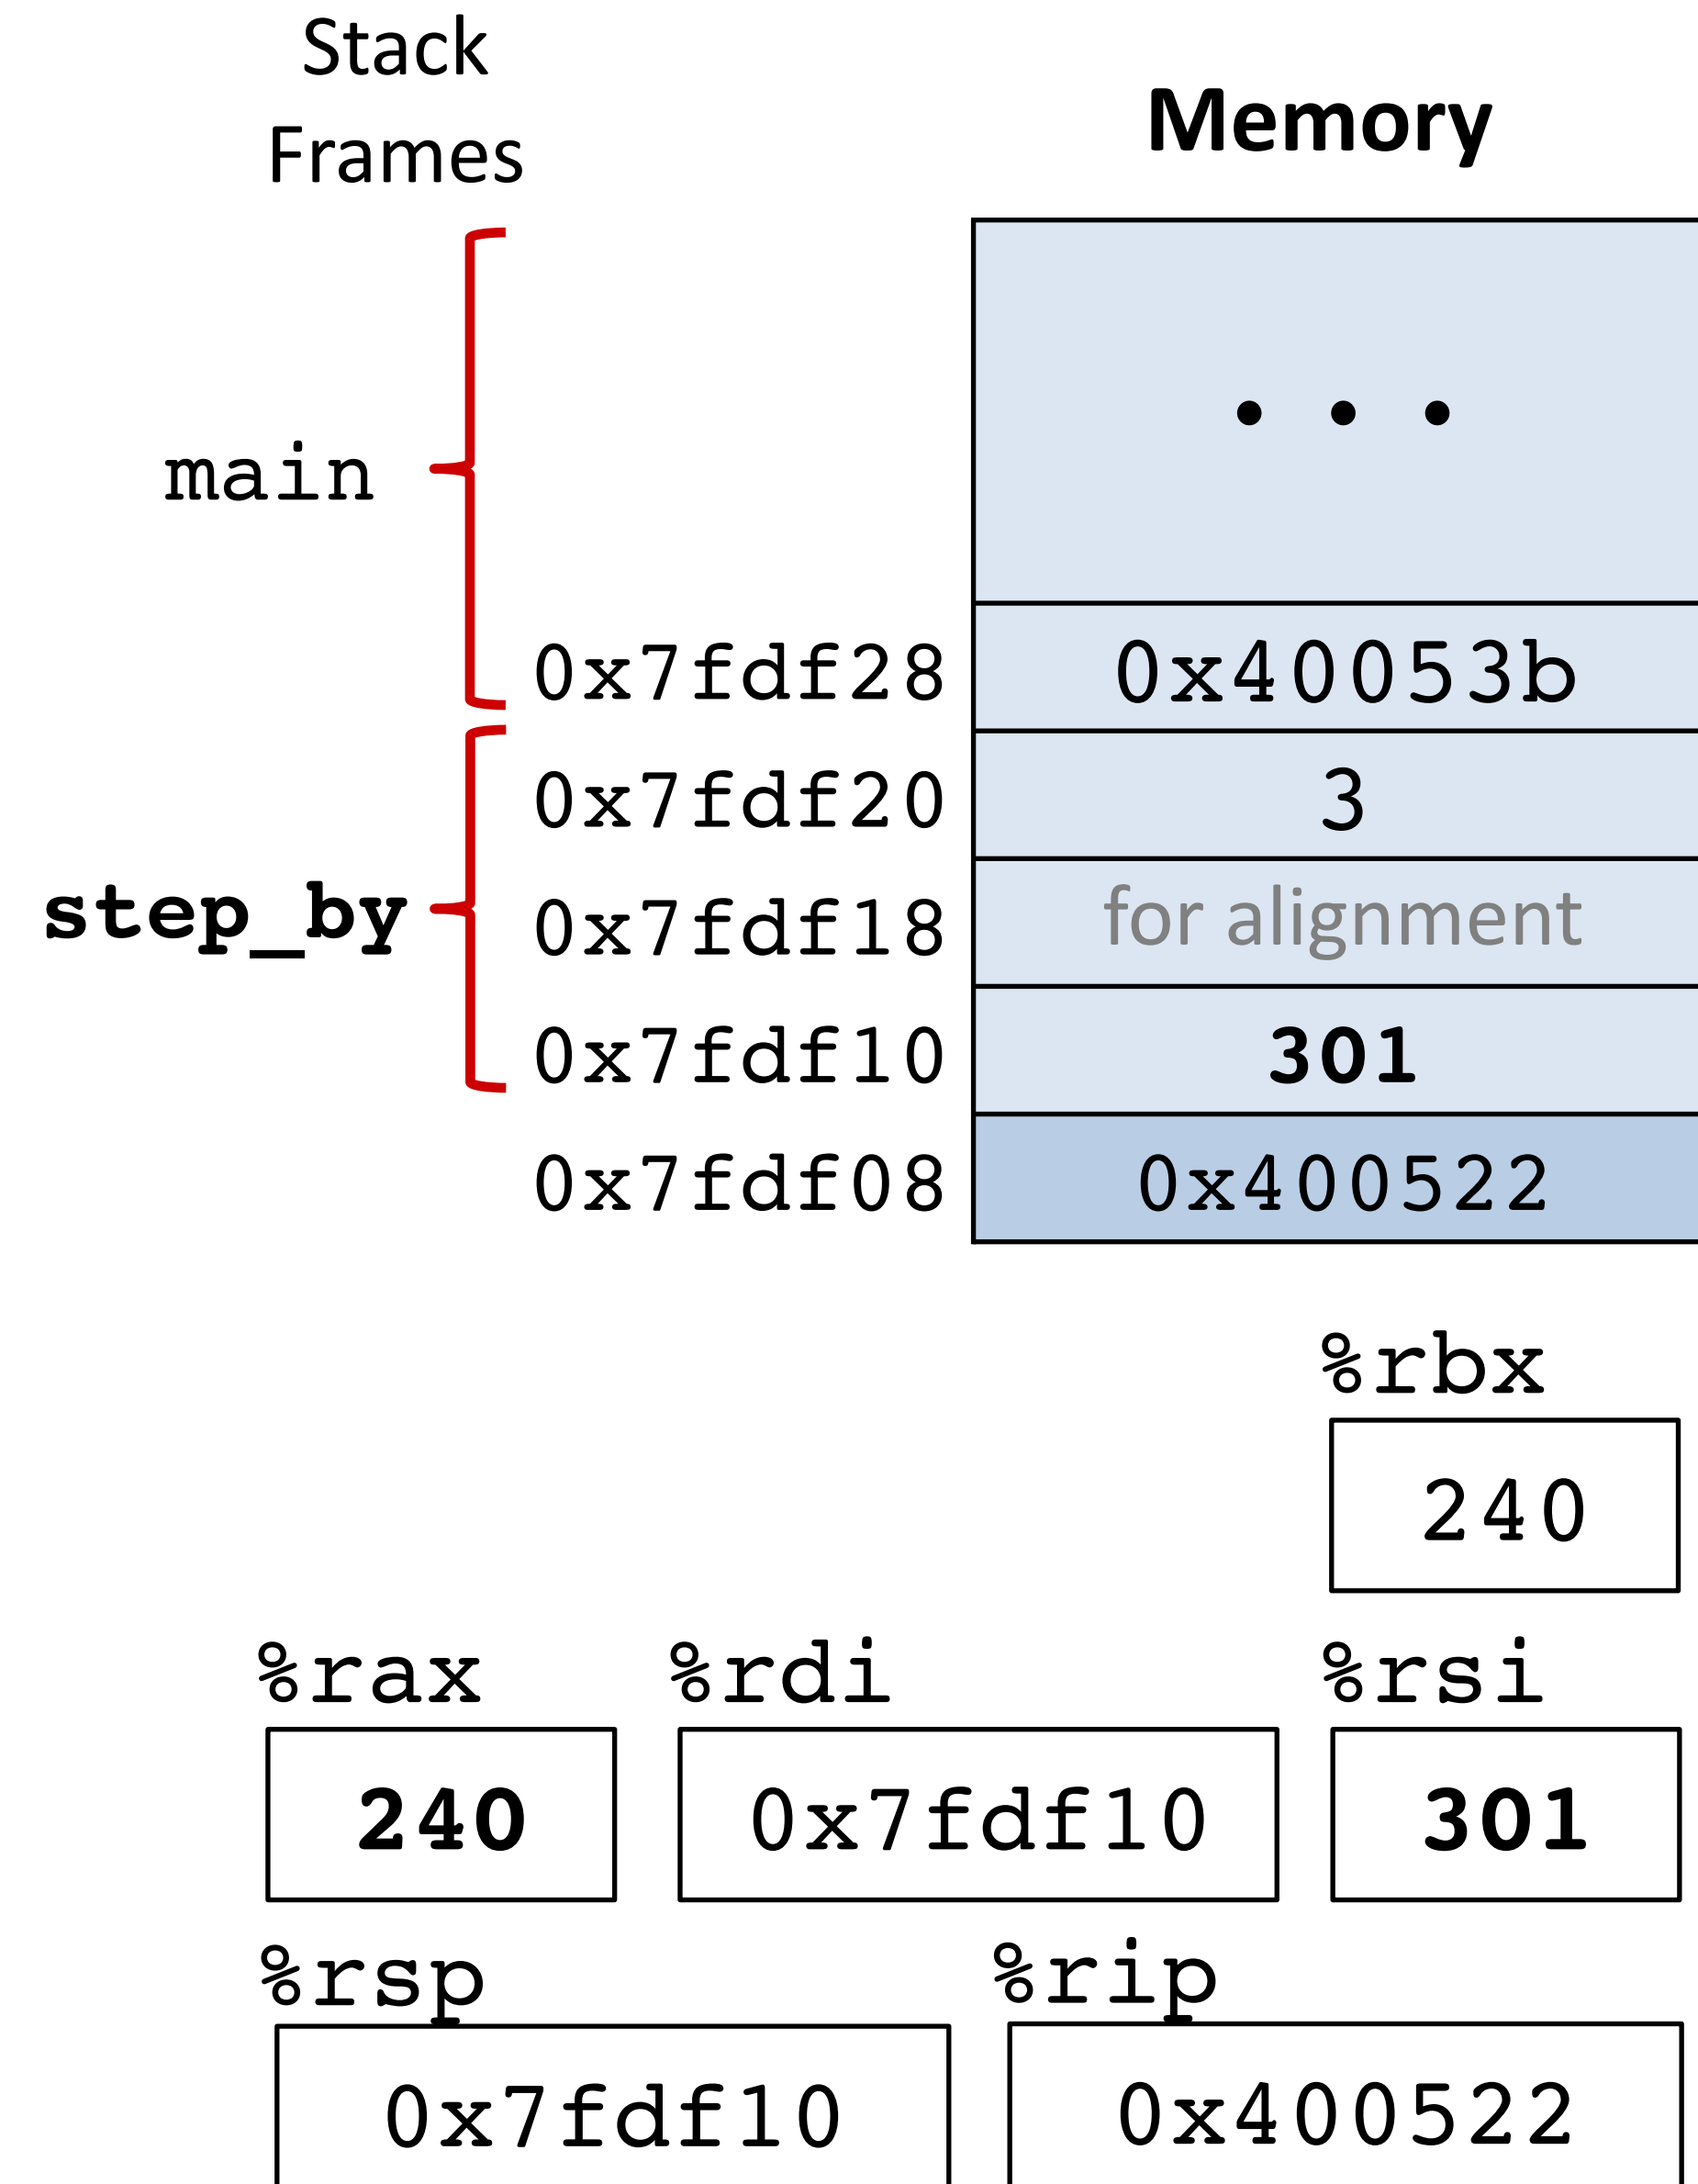 Stack
Frames
Memory
• • •
main
0x7fdf28 0x40053b
0x7fdf20 3
step_by 0x7fdf18 for alignment
0x7fdf10 301
0x7fdf08 0x400522
%rbx
240
%rax %rdi %rsi
240 0x7fdf10 301
%rsp %rip
0x7fdf10 0x400522